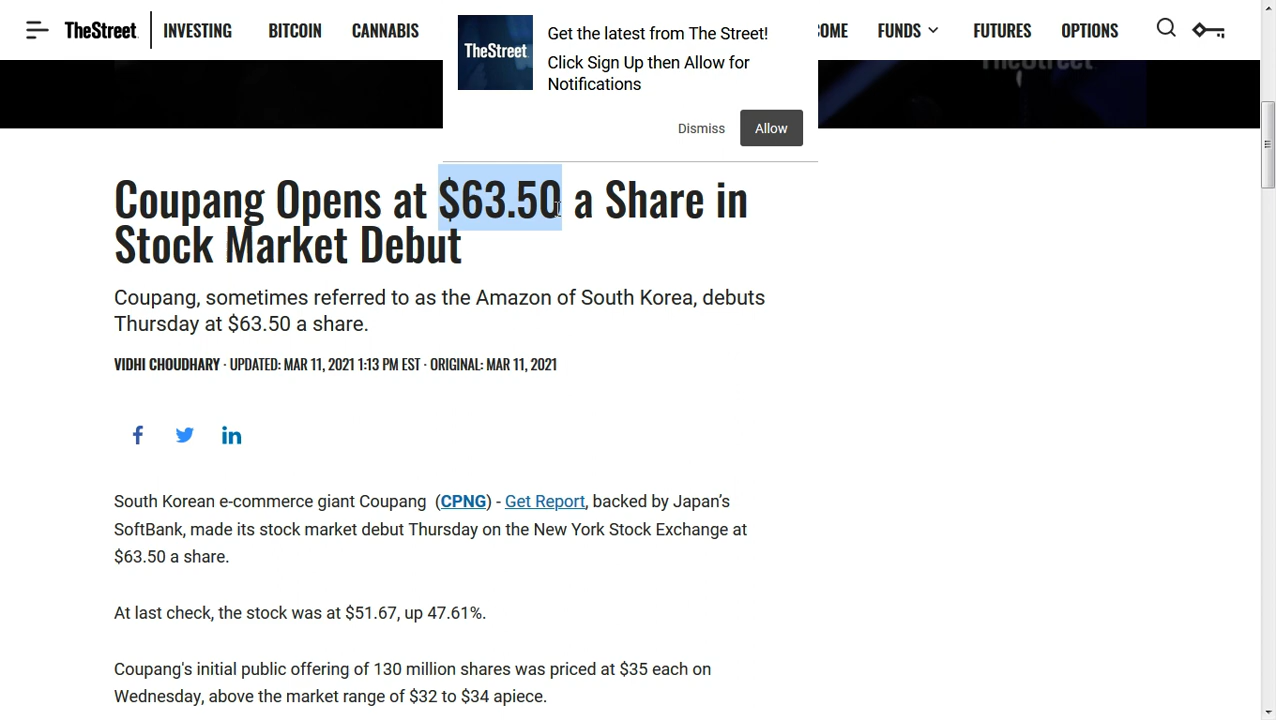 TheStreet
INVESTING
BITCOIN
CANNABIS
FUNDS
FUTURES
OPTIONS
TheStreet
Get the latest from The Street!
Click Sign Up then Allow for
Notifications
Dismiss
Allow
TheStreet
Coupang Opens at $63.50 a Share in
Stock Market Debut
Coupang, sometimes referred to as the Amazon of South Korea, debuts
Thursday at $63.50 a share.
VIDHI CHOUDHARY · UPDATED: MAR 11, 2021 1:13 PM EST · ORIGINAL: MAR 11, 2021
South Korean e-commerce giant Coupang (CPNG) - Get Report, backed by Japan’s
SoftBank, made its stock market debut Thursday on the New York Stock Exchange at
$63.50 a share.
At last check, the stock was at $51.67, up 47.61%.
Coupang's initial public offering of 130 million shares was priced at $35 each on
Wednesday, above the market range of $32 to $34 apiece.